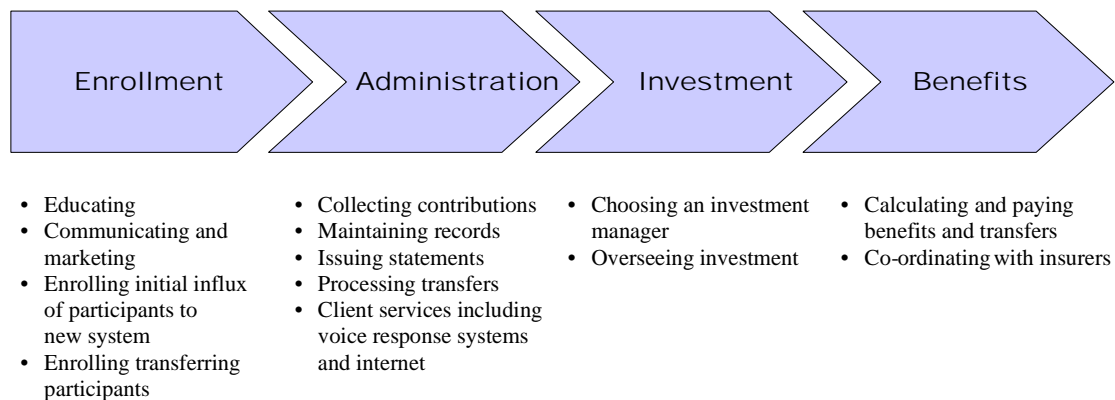 Enrollment
Administration
Investment
Benefits
• Educating
• Communicating and
marketing
• Enrolling initial influx
of participants to
new system
• Enrolling transferring
participants
• Collecting contributions
• Maintaining records
• Issuing statements
• Processing transfers
• Client services including
voice response systems
and internet
• Choosing an investment
manager
• Overseeing investment
• Calculating and paying
benefits and transfers
• Co-ordinating with insurers